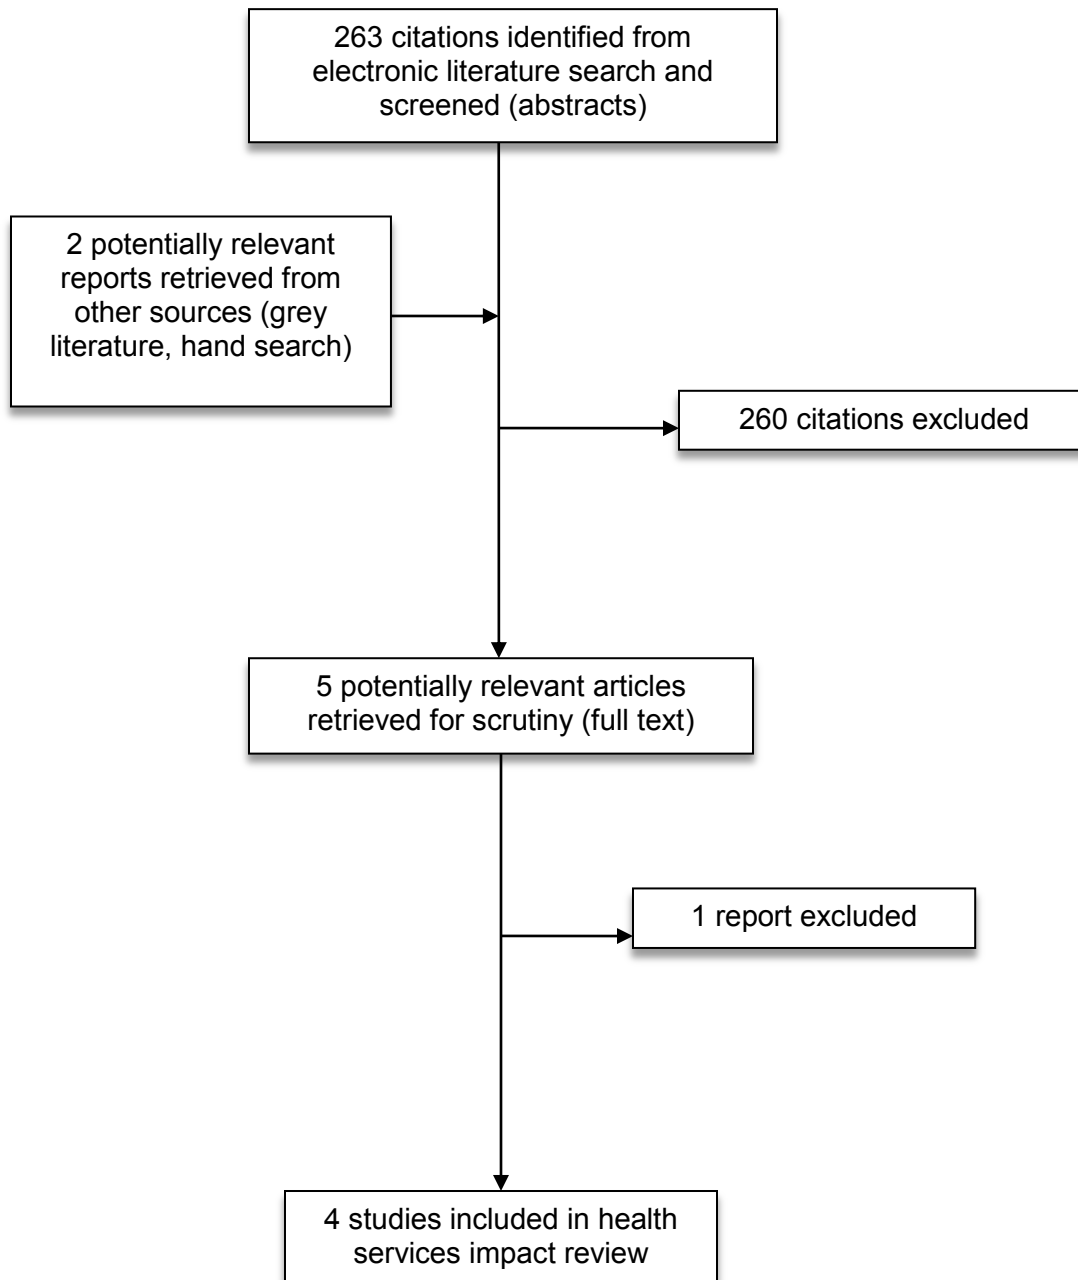 263 citations identified from
electronic literature search and
screened (abstracts)
2 potentially relevant
reports retrieved from
other sources (grey
literature, hand search)
260 citations excluded
5 potentially relevant articles
retrieved for scrutiny (full text)
1 report excluded
4 studies included in health
services impact review